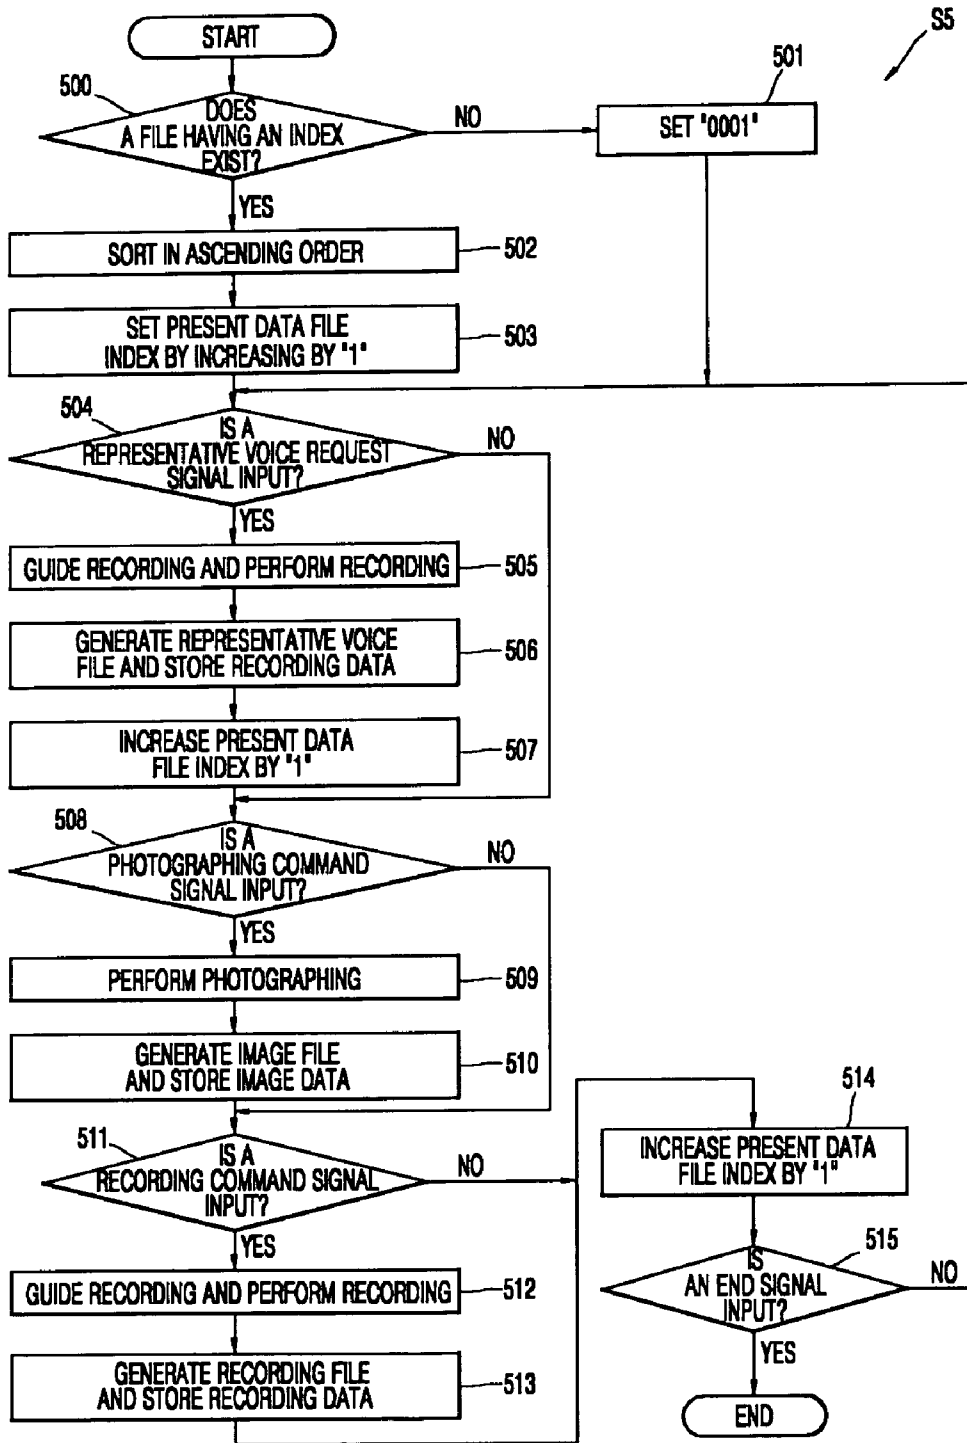 S5
START
500
DOES
A FILE HAVING AN INDEX
EXIST?
NO
501
SET "0001"
YES
SORT IN ASCENDING ORDER
502
SET PRESENT DATA FILE
INDEX BY INCREASING BY "1"
503
504
IS A
REPRESENTATIVE VOICE REQUEST
SIGNAL INPUT?
NO
YES
GUIDE RECORDING AND PERFORM RECORDING
505
GENERATE REPRESENTATIVE VOICE
FILE AND STORE RECORDING DATA
506
INCREASE PRESENT DATA
FILE INDEX BY "1"
507
508
IS A
PHOTOGRAPHING COMMAND
SIGNAL INPUT?
NO
YES
PERFORM PHOTOGRAPHING
509
GENERATE IMAGE FILE
AND STORE IMAGE DATA
510
511
IS A
RECORDING COMMAND SIGNAL
INPUT?
NO
YES
GUIDE RECORDING AND PERFORM RECORDING
512
GENERATE RECORDING FILE
AND STORE RECORDING DATA
513
514
INCREASE PRESENT DATA
FILE INDEX BY "1"
515
IS
AN END SIGNAL
INPUT?
NO
YES
END